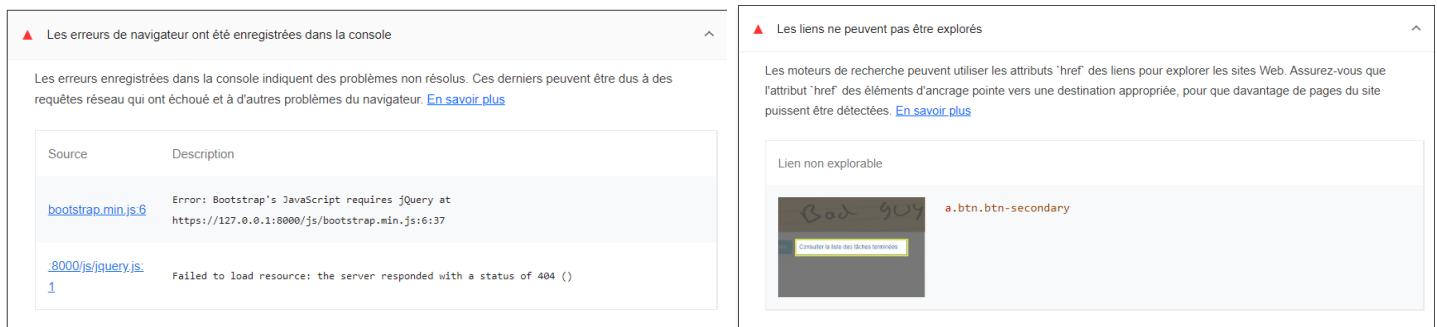 Les erreurs de navigateur ont été enregistrées dans la console
Les erreurs enregistrées dans la console indiquent des problèmes non résolus. Ces derniers peuvent être dus à des
requêtes réseau qui ont échoué et à d'autres problèmes du navigateur. En savoir plus
Source Description
bootstrap.min.js:6
Error: Bootstrap's JavaScript requires jQuery at
https://127.0.0.1:8000/js/bootstrap.min.js:6:37
:8000/js/jquery.js:
1
Failed to load resource: the server responded with a status of 404 ()
Les liens ne peuvent pas être explorés
Les moteurs de recherche peuvent utiliser les attributs `href` des liens pour explorer les sites Web. Assurez-vous que
l'attribut `href` des éléments d'ancrage pointe vers une destination appropriée, pour que davantage de pages du site
puissent être détectées. En savoir plus
Lien non explorable
Bad guy
Consulter la liste des tâches terminées
a.btn.btn-secondary